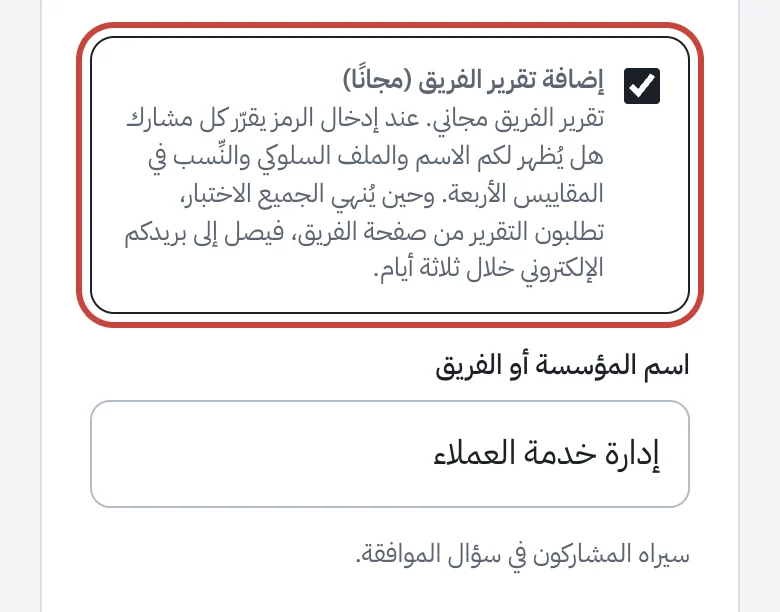 إضافة تقرير الفريق (مجانًا)
تقرير الفريق مجاني. عند إدخال الرمز يقرّر كل مشارك
هل يُظهر لكم الاسم والملف السلوكي والنِّسب في
المقاييس الأربعة. وحين يُنهي الجميع الاختبار،
تطلبون التقرير من صفحة الفريق، فيصل إلى بريدكم
الإلكتروني خلال ثلاثة أيام.
اسم المؤسسة أو الفريق
إدارة خدمة العملاء
سيراه المشاركون في سؤال الموافقة.